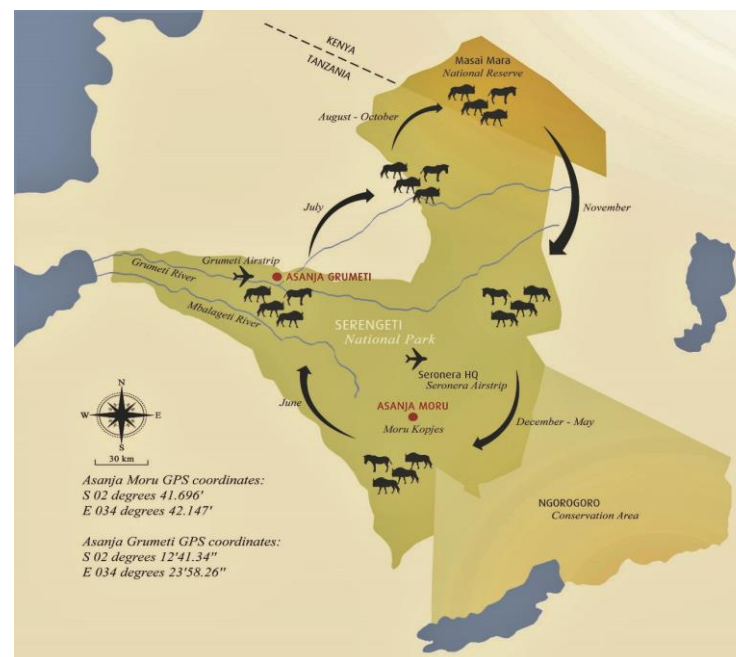 KENYA
TANZANIA
Masai Mara
National Reserve
August - October
July
November
Grumeti Airstrip
ASANJA GRUMETI
Grumeti River
Mbalageti River
SERENGETI
National Park
Seronera HQ
Seronera Airstrip
ASANJA MORU
Moru Kopjes
June
December - May
N
W
E
S
30 km
NGOROGORO
Conservation Area
Asanja Moru GPS coordinates:
S 02 degrees 41.696'
E 034 degrees 42.147'
Asanja Grumeti GPS coordinates:
S 02 degrees 12'41.34"
E 034 degrees 23'58.26"